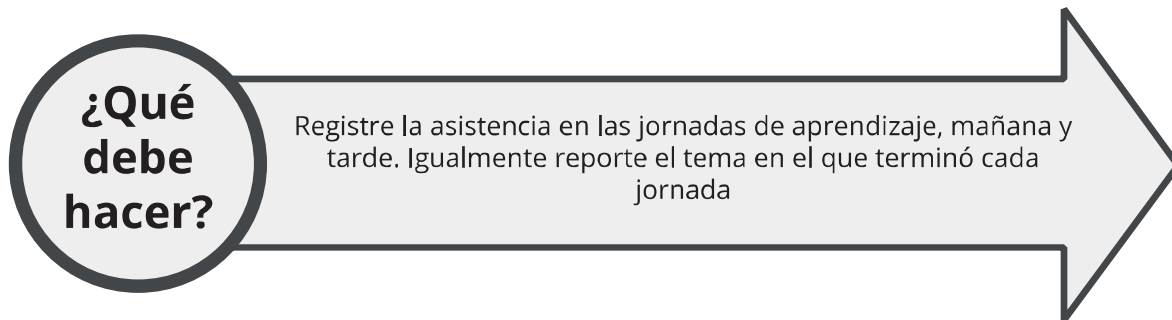 ¿Qué
debe
hacer?
Registre la asistencia en las jornadas de aprendizaje, mañana y
tarde. Igualmente reporte el tema en el que terminó cada
jornada